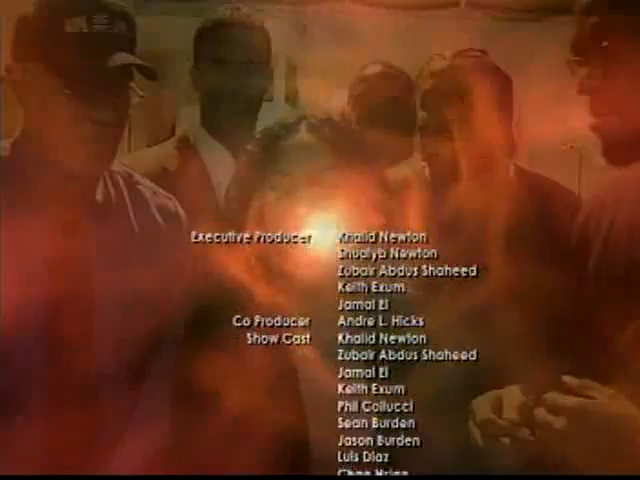 Executive Producer Khalid Newton
Shuaiyb Newton
Zubair Abdus Shaheed
Keith Exum
Jamal El
Co Producer Andre L. Hicks
Show Cast Khalid Newton
Zubair Abdus Shaheed
Jamal El
Keith Exum
Phil Collucci
Sean Burden
Jason Burden
Luis Diaz